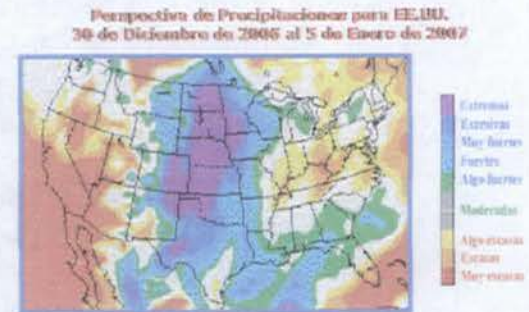 Perspectiva de Precipitaciones para EE.UU.
30 de Diciembre de 2006 al 5 de Enero de 2007
Extremas
Excesivas
Muy fuertes
Fuertes
Algo fuertes
Moderadas
Algo escasas
Escasas
Muy escasas